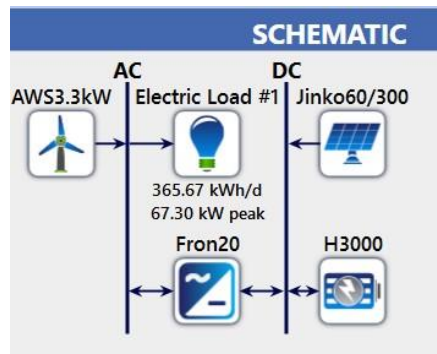 SCHEMATIC
AC DC
AWS3.3kW Electric Load #1 Jinko60/300
365.67 kWh/d
67.30 kW peak
Fron20 H3000